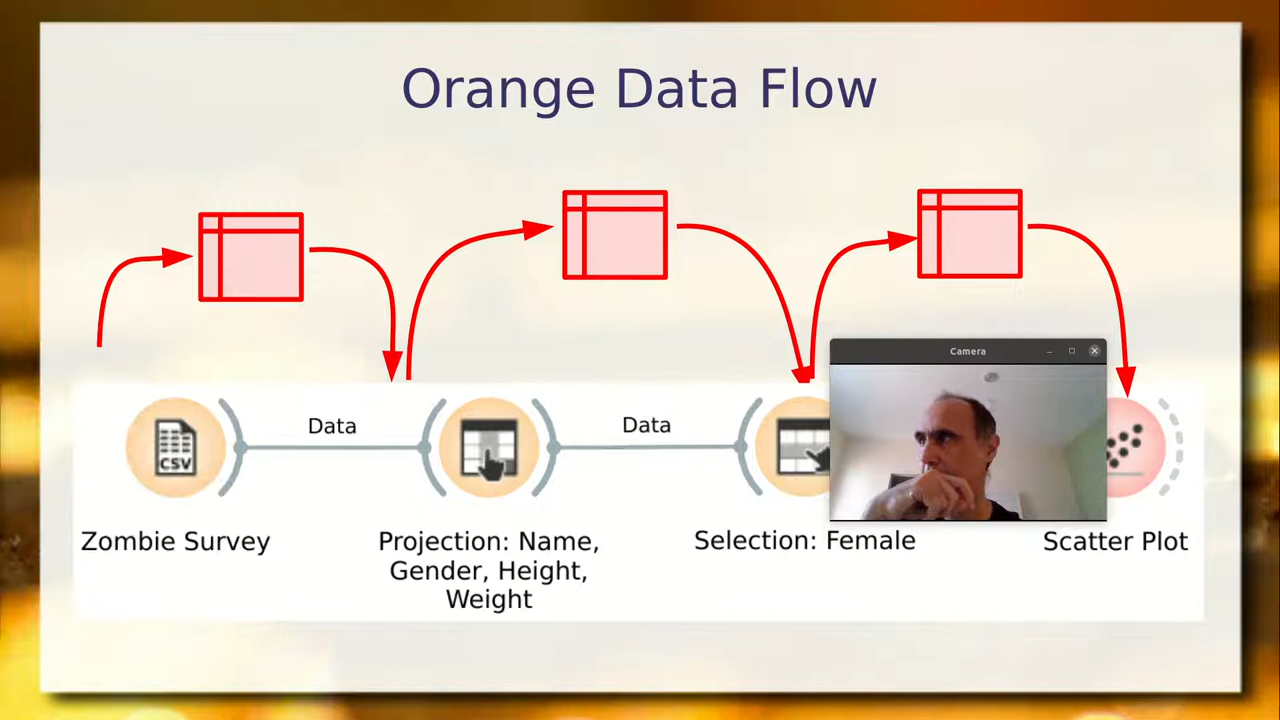 Orange Data Flow
Camera
Data
Data
CSV
Zombie Survey
Projection: Name,
Gender, Height,
Weight
Selection: Female
Scatter Plot